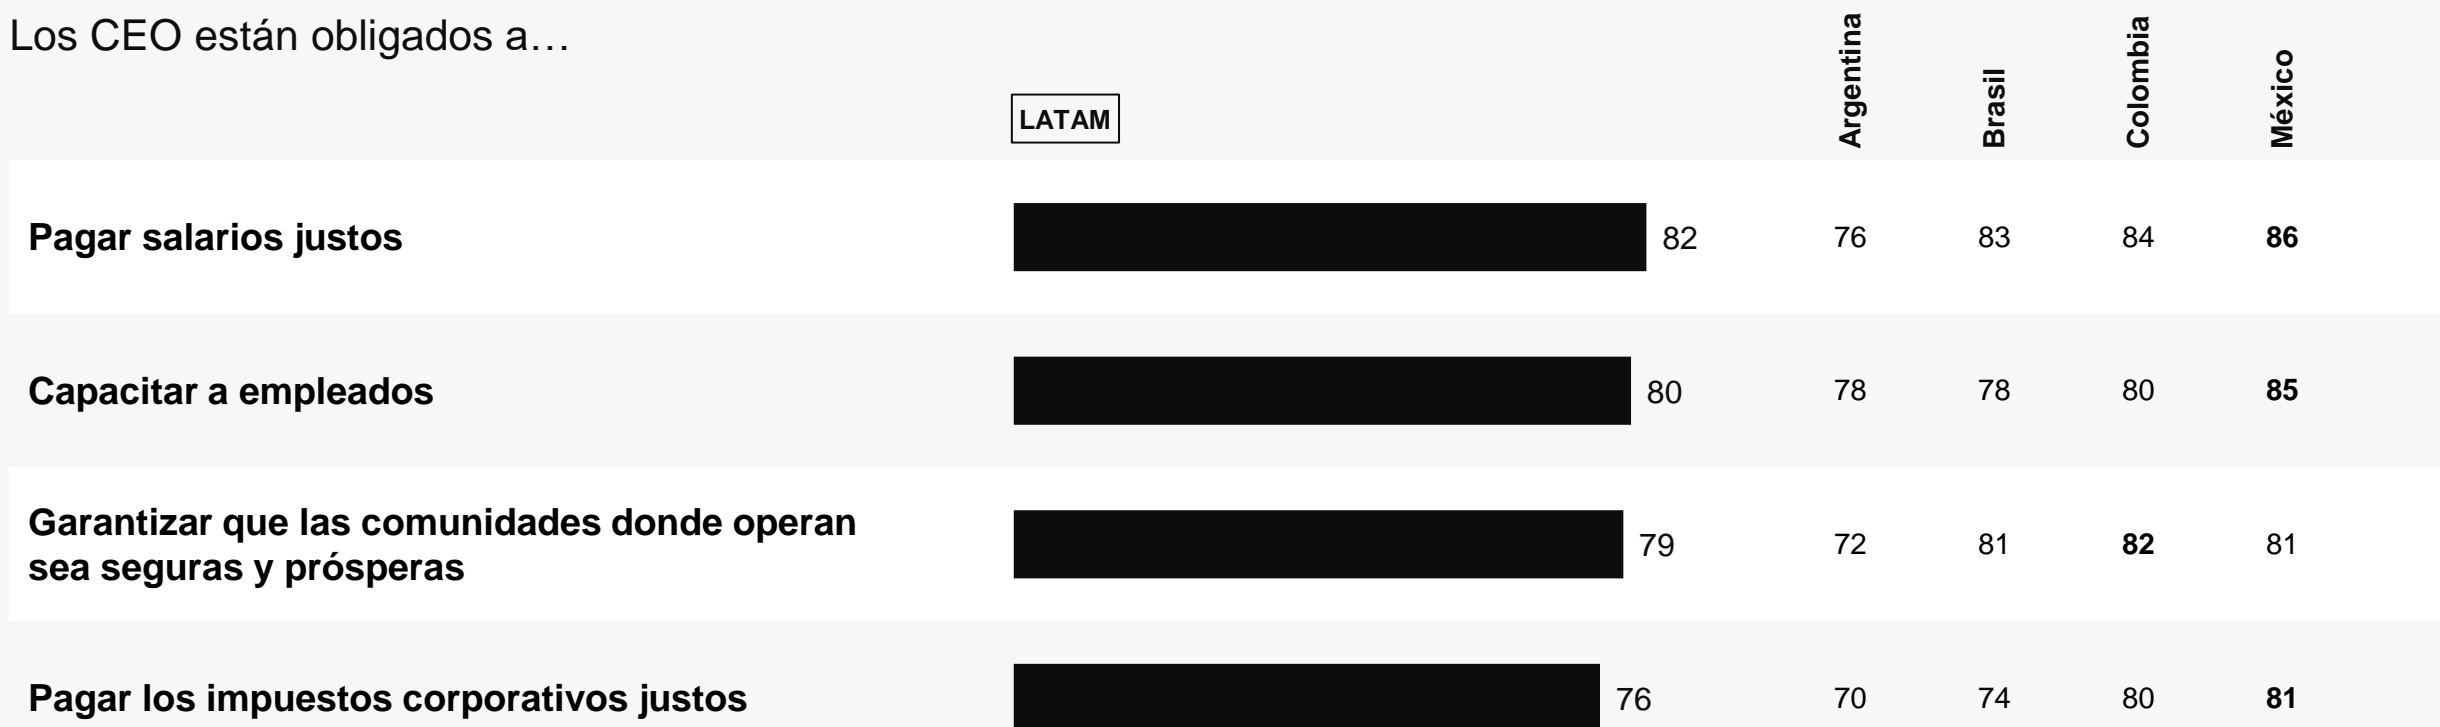 Los CEO están obligados a…
LATAM
Argentina
Brasil
Colombia
México
Pagar salarios justos
82 76 83 84 86
Capacitar a empleados
80 78 78 80 85
Garantizar que las comunidades donde operan
sea seguras y prósperas
79 72 81 82 81
Pagar los impuestos corporativos justos
76 70 74 80 81